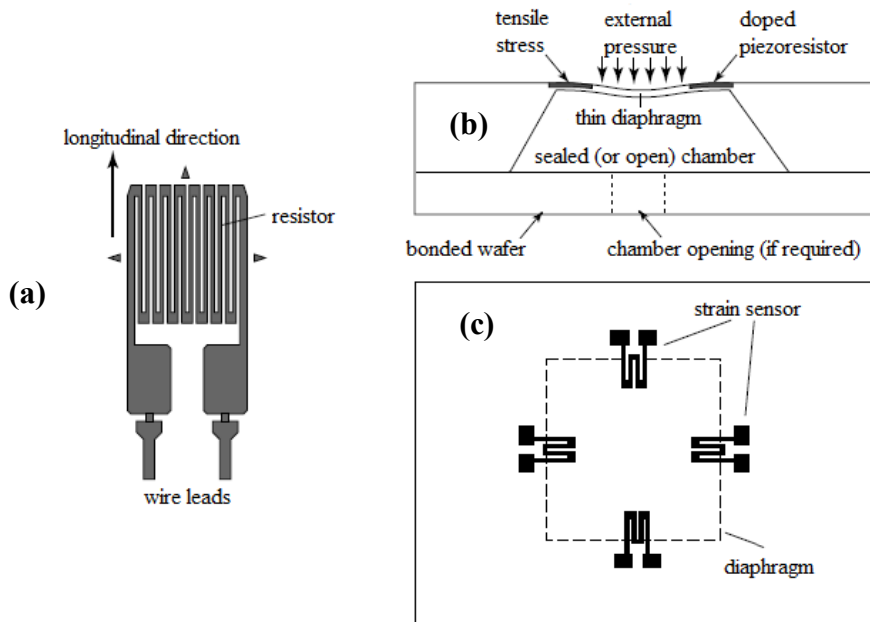 (a)
longitudinal direction
resistor
wire leads
(b)
tensile
stress
external
pressure
doped
piezoresistor
thin diaphragm
sealed (or open) chamber
bonded wafer
chamber opening (if required)
(c)
strain sensor
diaphragm